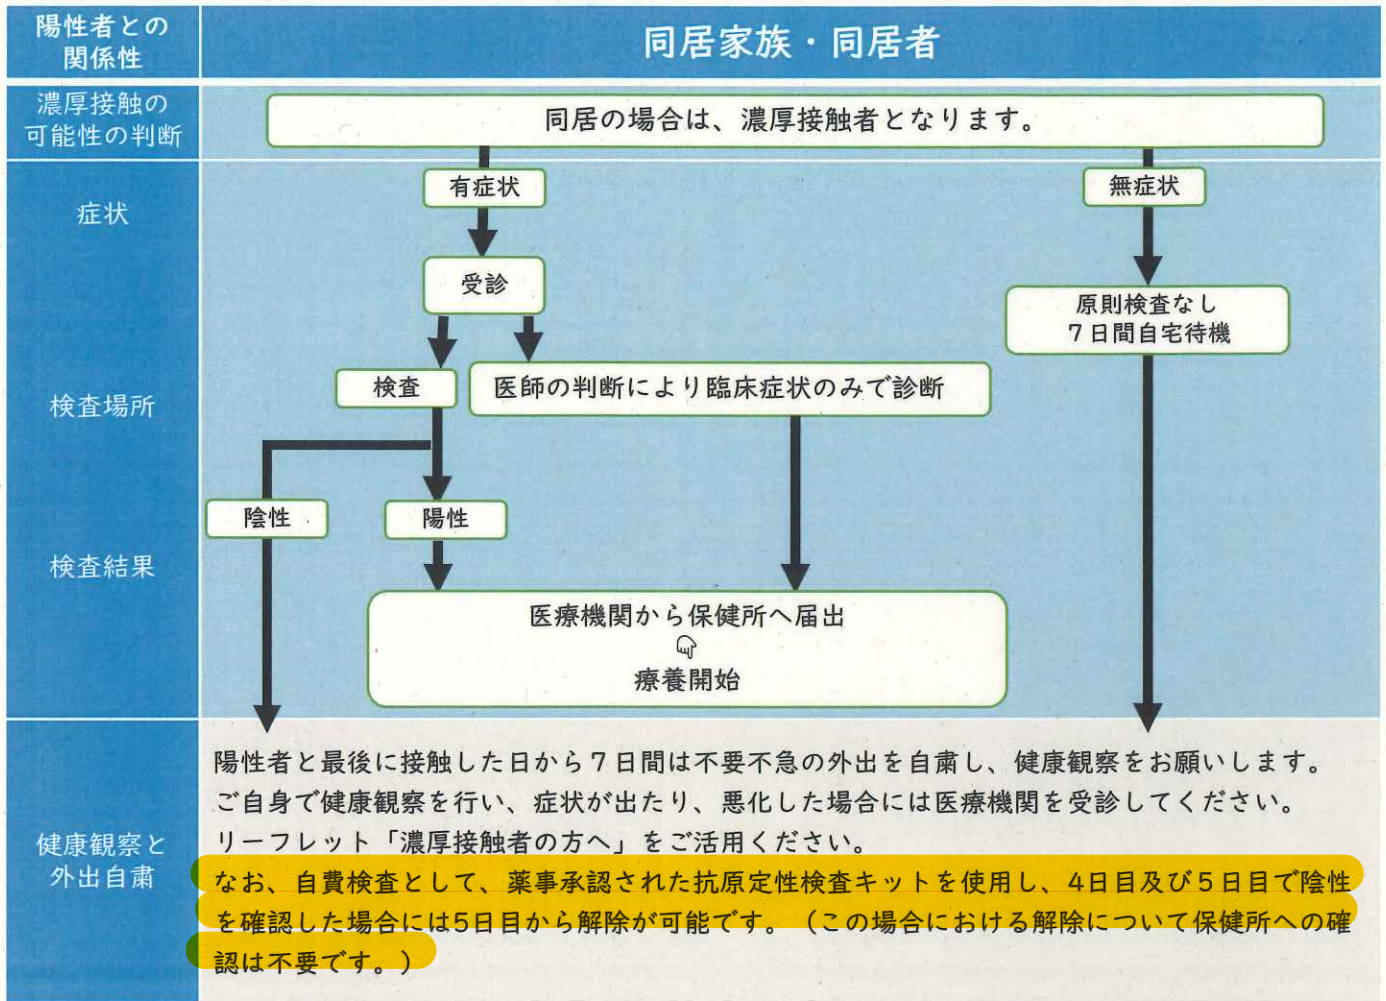 陽性者との
関係性
同居家族・同居者
濃厚接触の
可能性の判断
同居の場合は、濃厚接触者となります。
症状
有症状
無症状
受診
原則検査なし
7日間自宅待機
検査場所
検査
医師の判断により臨床症状のみで診断
検査結果
陰性
陽性
医療機関から保健所へ届出
療養開始
健康観察と
外出自粛
陽性者と最後に接触した日から7日間は不要不急の外出を自粛し、健康観察をお願いします。
ご自身で健康観察を行い、症状が出たり、悪化した場合には医療機関を受診してください。
リーフレット「濃厚接触者の方へ」をご活用ください。
なお、自費検査として、薬事承認された抗原定性検査キットを使用し、4日目及び5日目で陰性
を確認した場合には5日目から解除が可能です。（この場合における解除について保健所への確
認は不要です。）